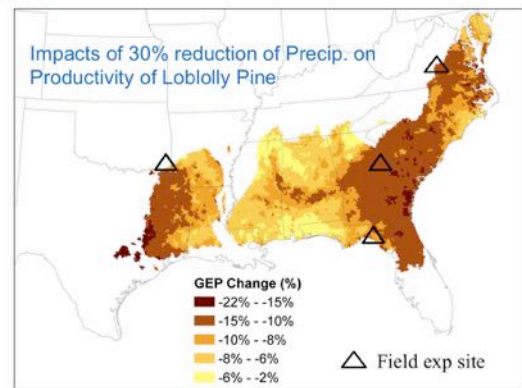 Impacts of 30% reduction of Precip. on
Productivity of Loblolly Pine
GEP Change (%)
-22% - -15%
-15% - -10%
-10% - -8%
-8% - -6%
-6% - -2%
Field exp site